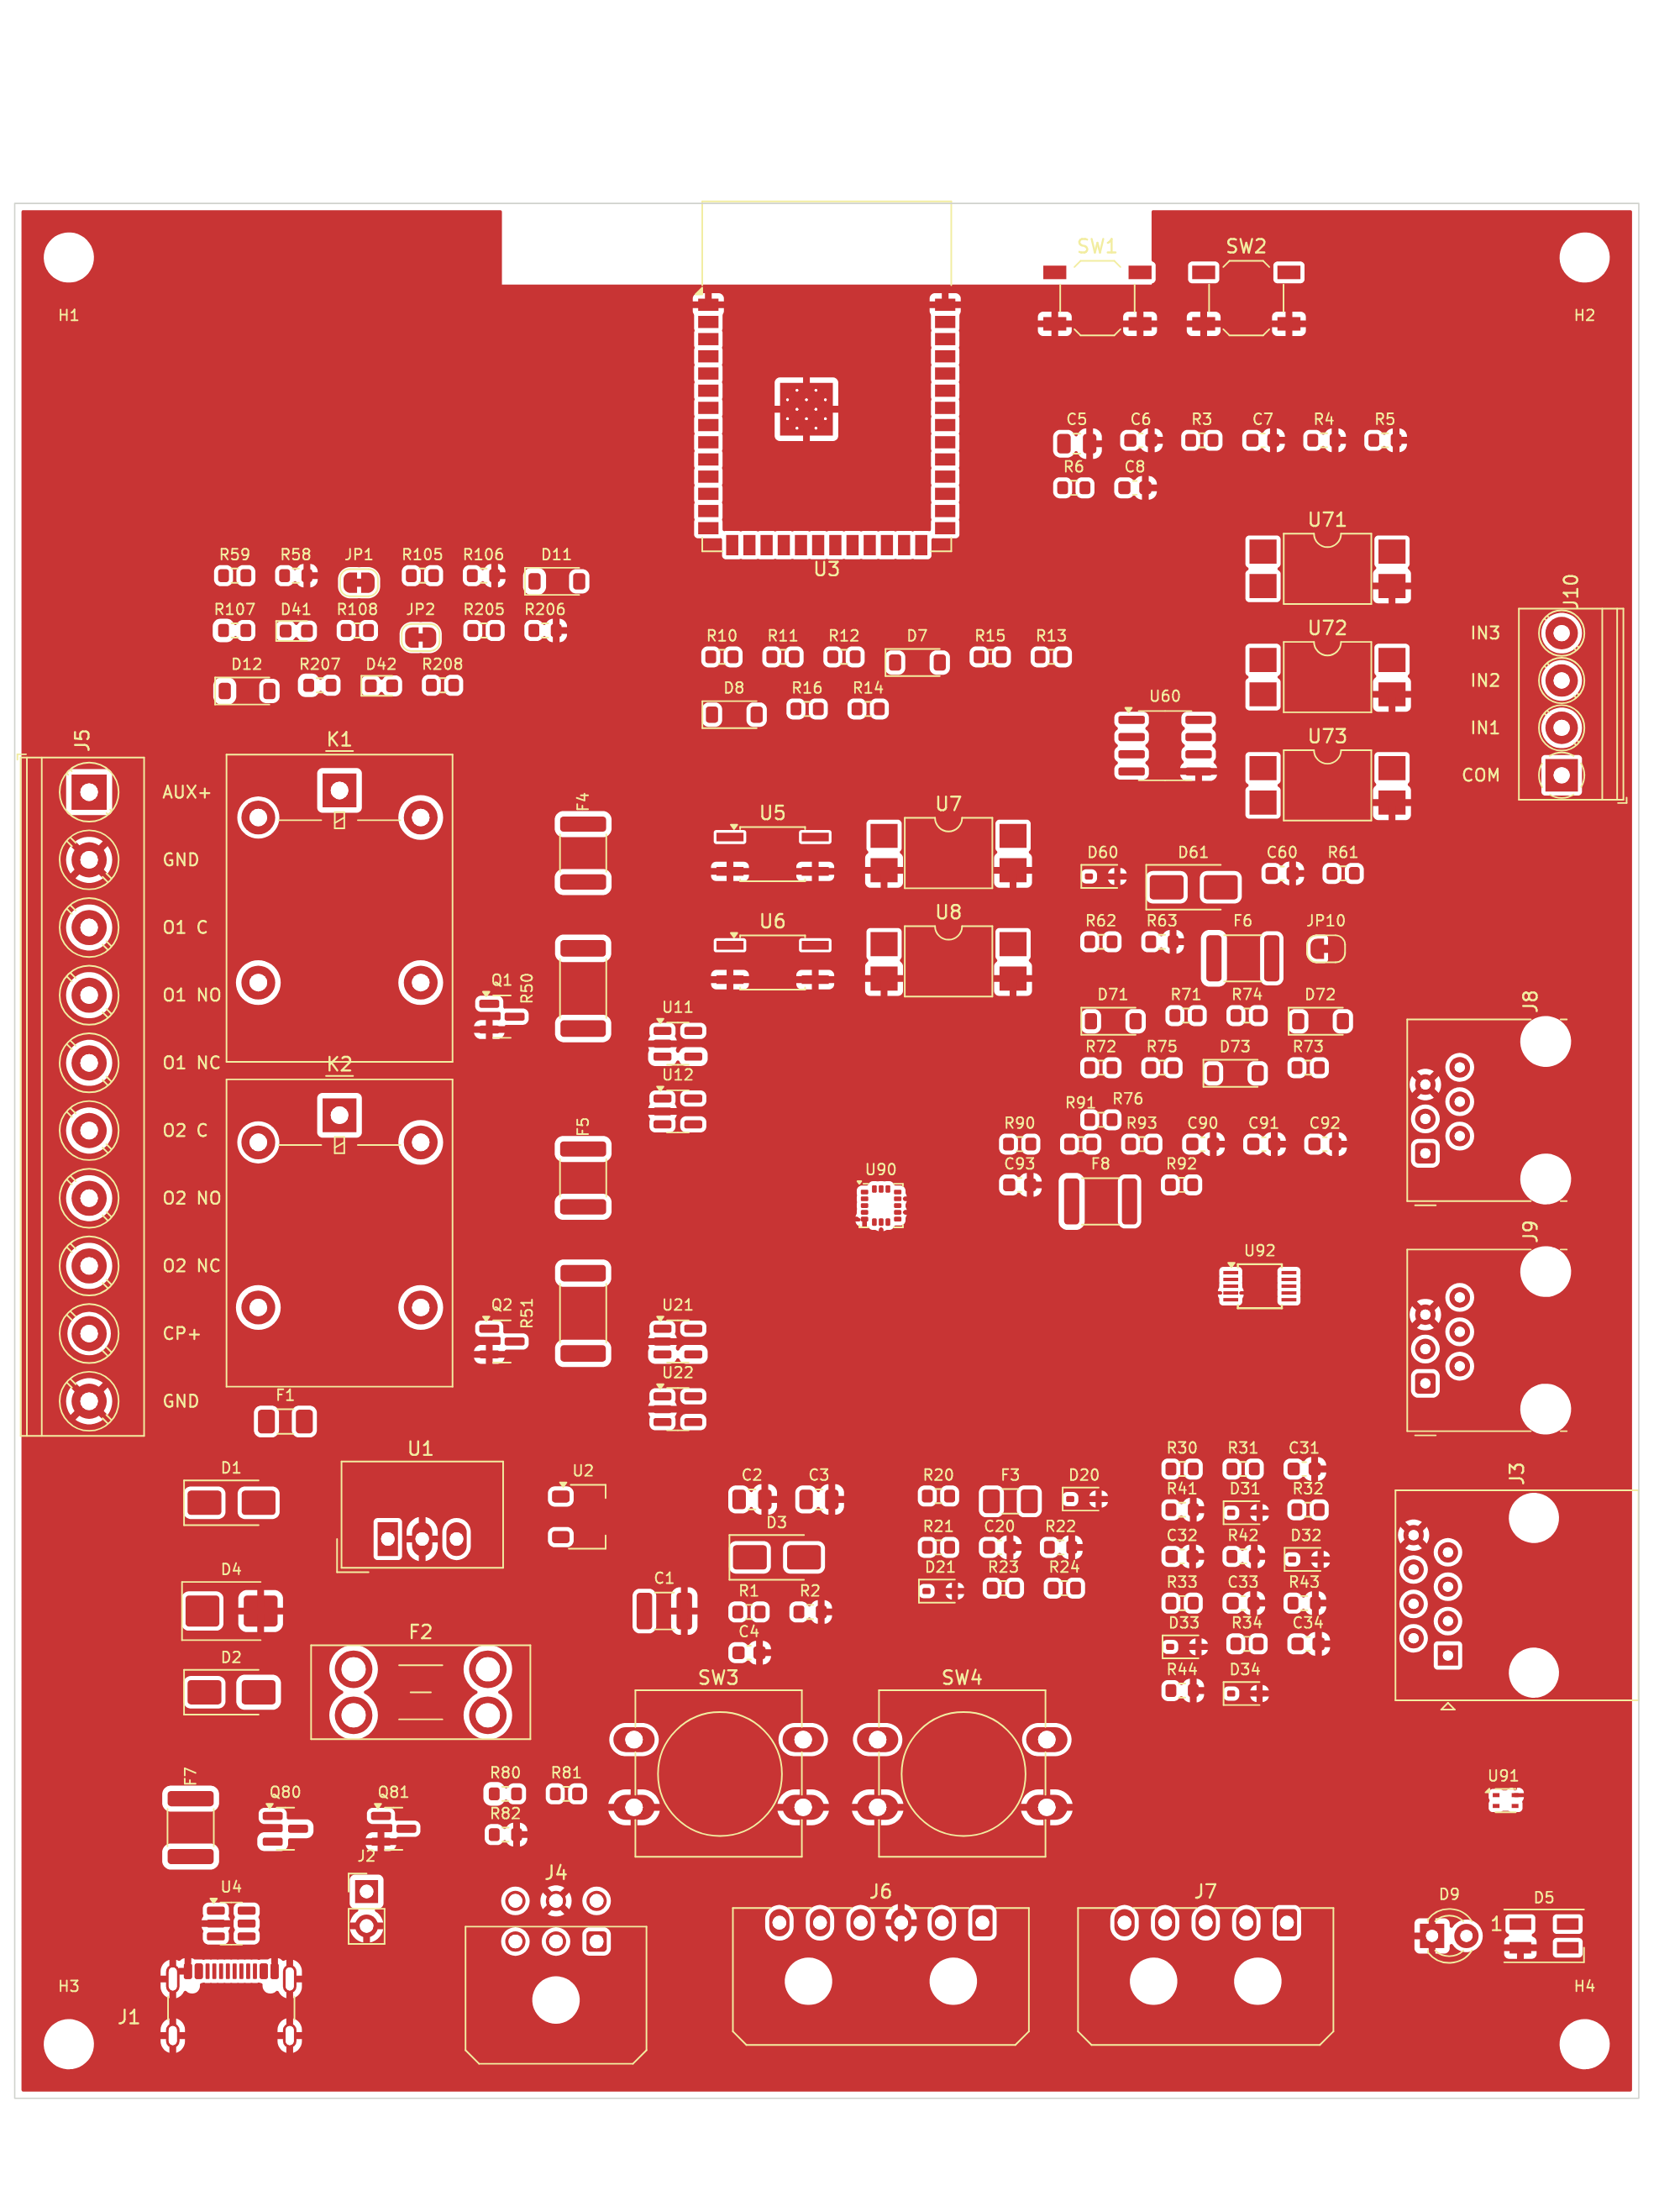 SW1 SW2
H1 H2
C5 C6 R3 C7 R4 R5
R6 C8
U71
R59 R58 JP1 R105 R106 D11 U3
J10
R107 D41 R108 JP2 R205 R206 U72 IN3
R10 R11 R12 D7 R15 R13
D12 R207 D42 R208 IN2
D8 R16 R14 U60
J5 K1 U73 IN1
COM
AUX+ F4 U5 U7
GND D60 D61 C60 R61
O1 C U6 U8 R62 R63 F6 JP10
O1 NO Q1 R50 U11 D71 R71 R74 D72 J8
O1 NC K2 U12 R72 R75 D73 R73
O2 C F5 R90 R91 R76 R93 C90 C91 C92
O2 NO U90 C93 F8 R92
O2 NC U92 J9
CP+ Q2 R51 U21
GND F1 U22
U1 R30 R31 C31
D1 U2 C2 C3 R20 F3 D20 J3
R41 D31 R32
D3 R21 C20 R22 C32 R42 D32
D4 C1 R1 R2 D21 R23 R24 R33 C33 R43
F2 C4 D33 R34 C34
D2 SW3 SW4 R44 D34
F7 Q80 Q81 R80 R81 U91
R82
J2
U4 J4 J6 J7 D9 D5
1
H3 H4
J1